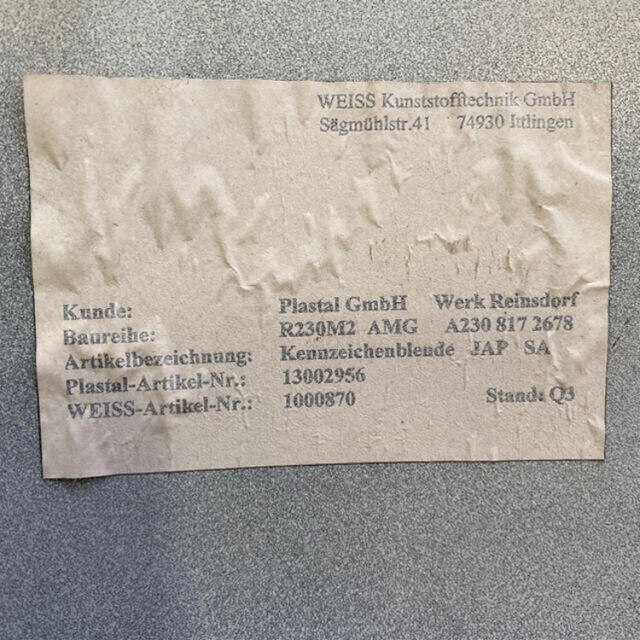 WEISS Kunststofftechnik GmbH
Sägmühlstr.41 74930 Ittlingen
Kunde: Plastal GmbH Werk Reinsdorf
Baureihe: R230M2 AMG A230 817 2678
Artikelbezeichnung: Kennzeichenblende JAP SA
Plastal-Artikel-Nr.: 13002956
WEISS-Artikel-Nr.: 1000870 Stand: Q3